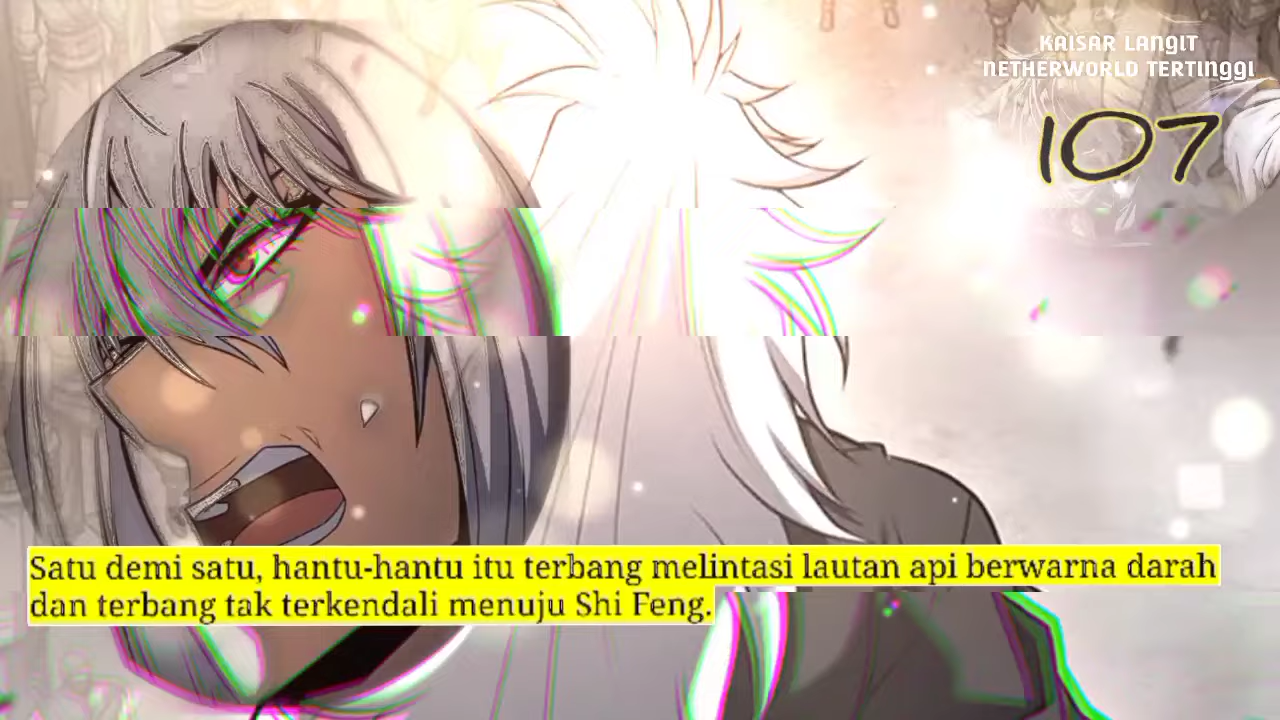 KAISAR LANGIT
NETHERWORLD TERTINGGI
107
Satu demi satu, hantu-hantu itu terbang melintasi lautan api berwarna darah
dan terbang tak terkendali menuju Shi Feng.